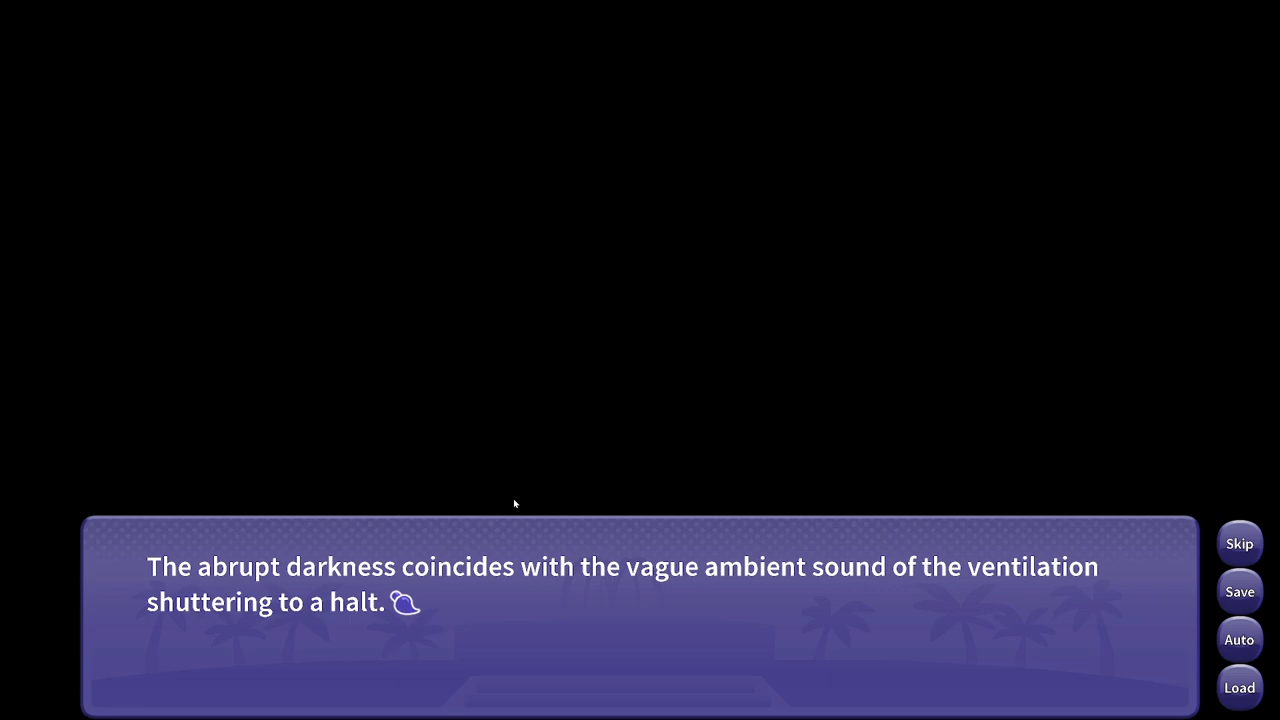 The abrupt darkness coincides with the vague ambient sound of the ventilation
shuttering to a halt.
Skip
Save
Auto
Load